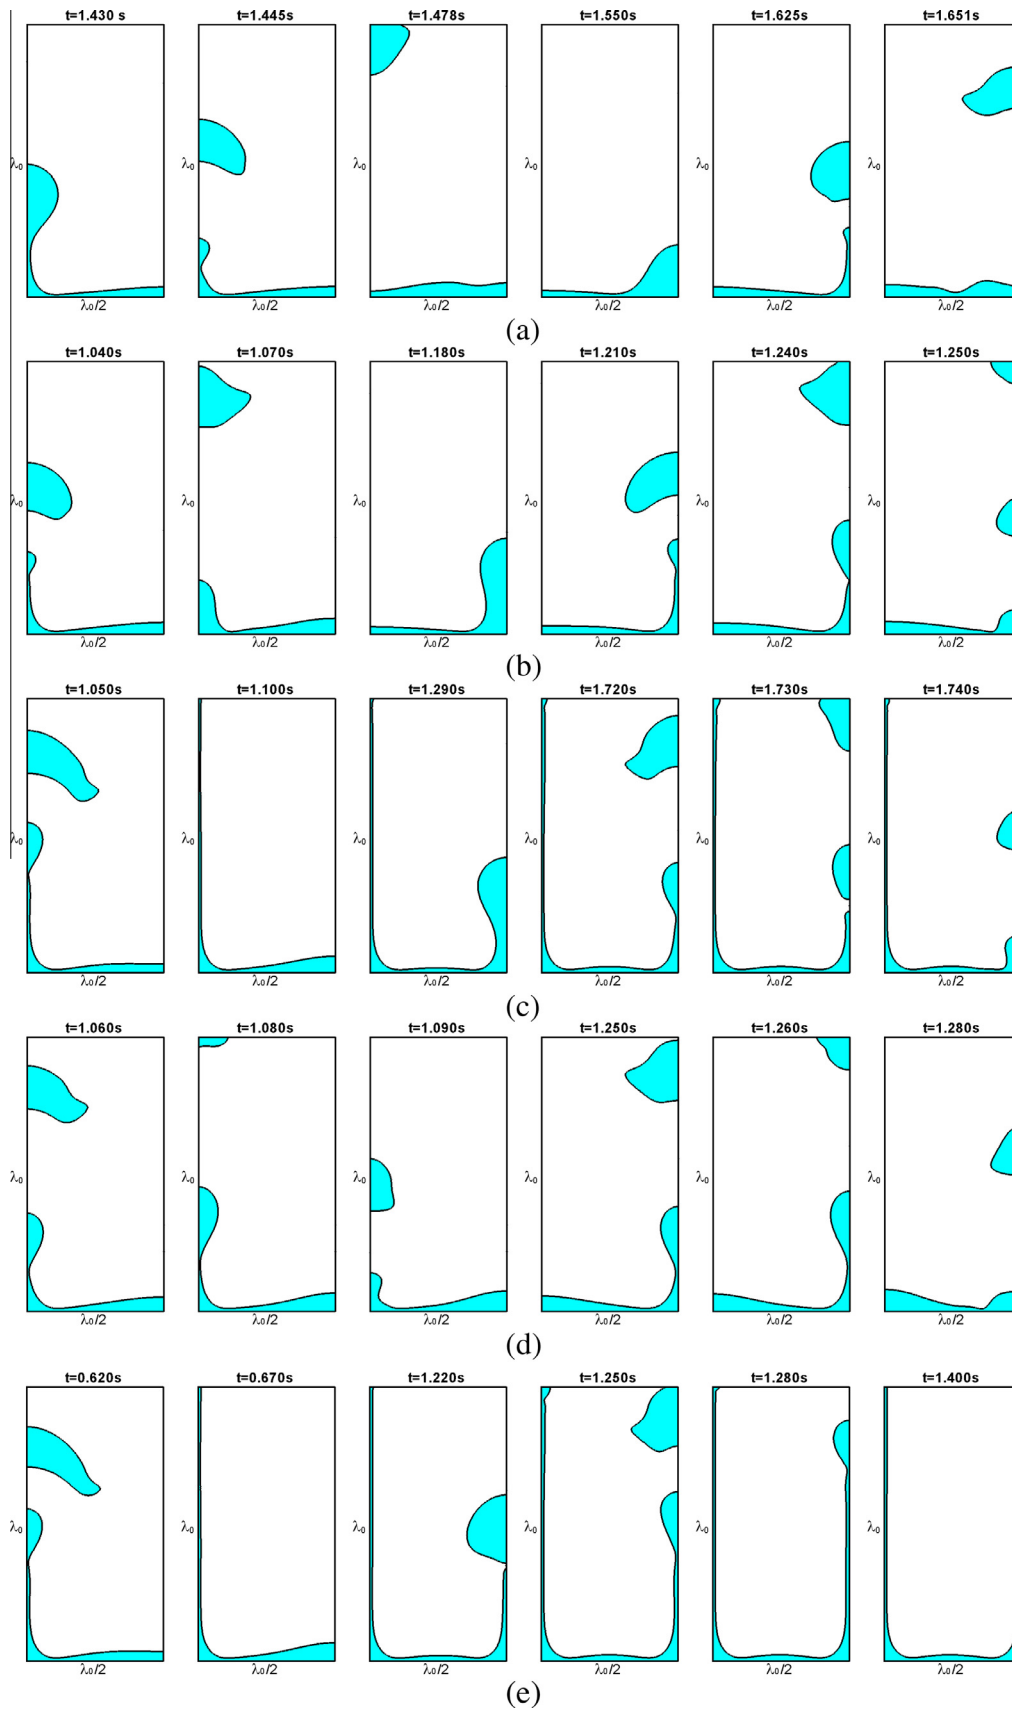 t=1.430 s t=1.445s t=1.478s t=1.550s t=1.625s t=1.651s
λ₀ λ₀ λ₀ λ₀ λ₀ λ₀
λ₀/2 λ₀/2 λ₀/2 λ₀/2 λ₀/2 λ₀/2
(a)
t=1.040s t=1.070s t=1.180s t=1.210s t=1.240s t=1.250s
λ₀ λ₀ λ₀ λ₀ λ₀ λ₀
λ₀/2 λ₀/2 λ₀/2 λ₀/2 λ₀/2 λ₀/2
(b)
t=1.050s t=1.100s t=1.290s t=1.720s t=1.730s t=1.740s
λ₀ λ₀ λ₀ λ₀ λ₀ λ₀
λ₀/2 λ₀/2 λ₀/2 λ₀/2 λ₀/2 λ₀/2
(c)
t=1.060s t=1.080s t=1.090s t=1.250s t=1.260s t=1.280s
λ₀ λ₀ λ₀ λ₀ λ₀ λ₀
λ₀/2 λ₀/2 λ₀/2 λ₀/2 λ₀/2 λ₀/2
(d)
t=0.620s t=0.670s t=1.220s t=1.250s t=1.280s t=1.400s
λ₀ λ₀ λ₀ λ₀ λ₀ λ₀
λ₀/2 λ₀/2 λ₀/2 λ₀/2 λ₀/2 λ₀/2
(e)